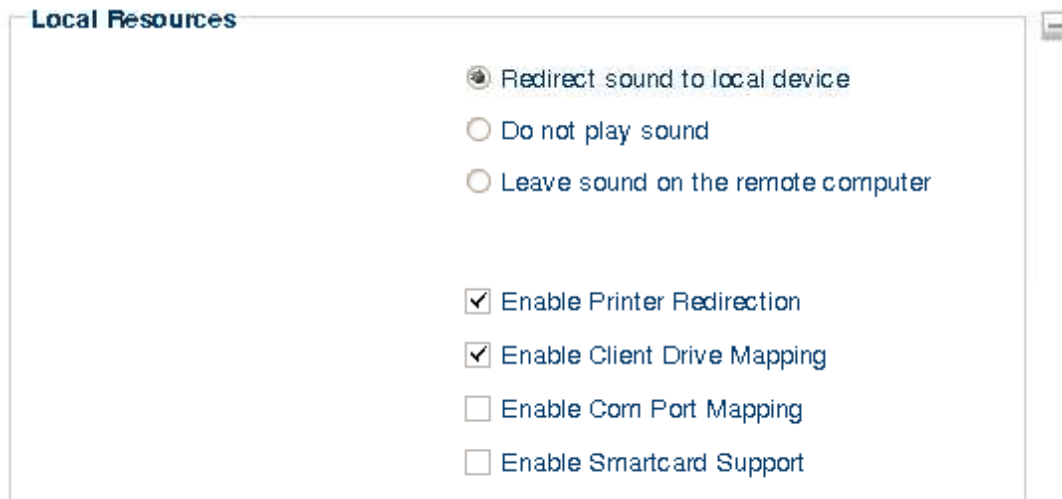 Local Resources
Redirect sound to local device
Do not play sound
Leave sound on the remote computer
Enable Printer Redirection
Enable Client Drive Mapping
Enable Com Port Mapping
Enable Smartcard Support